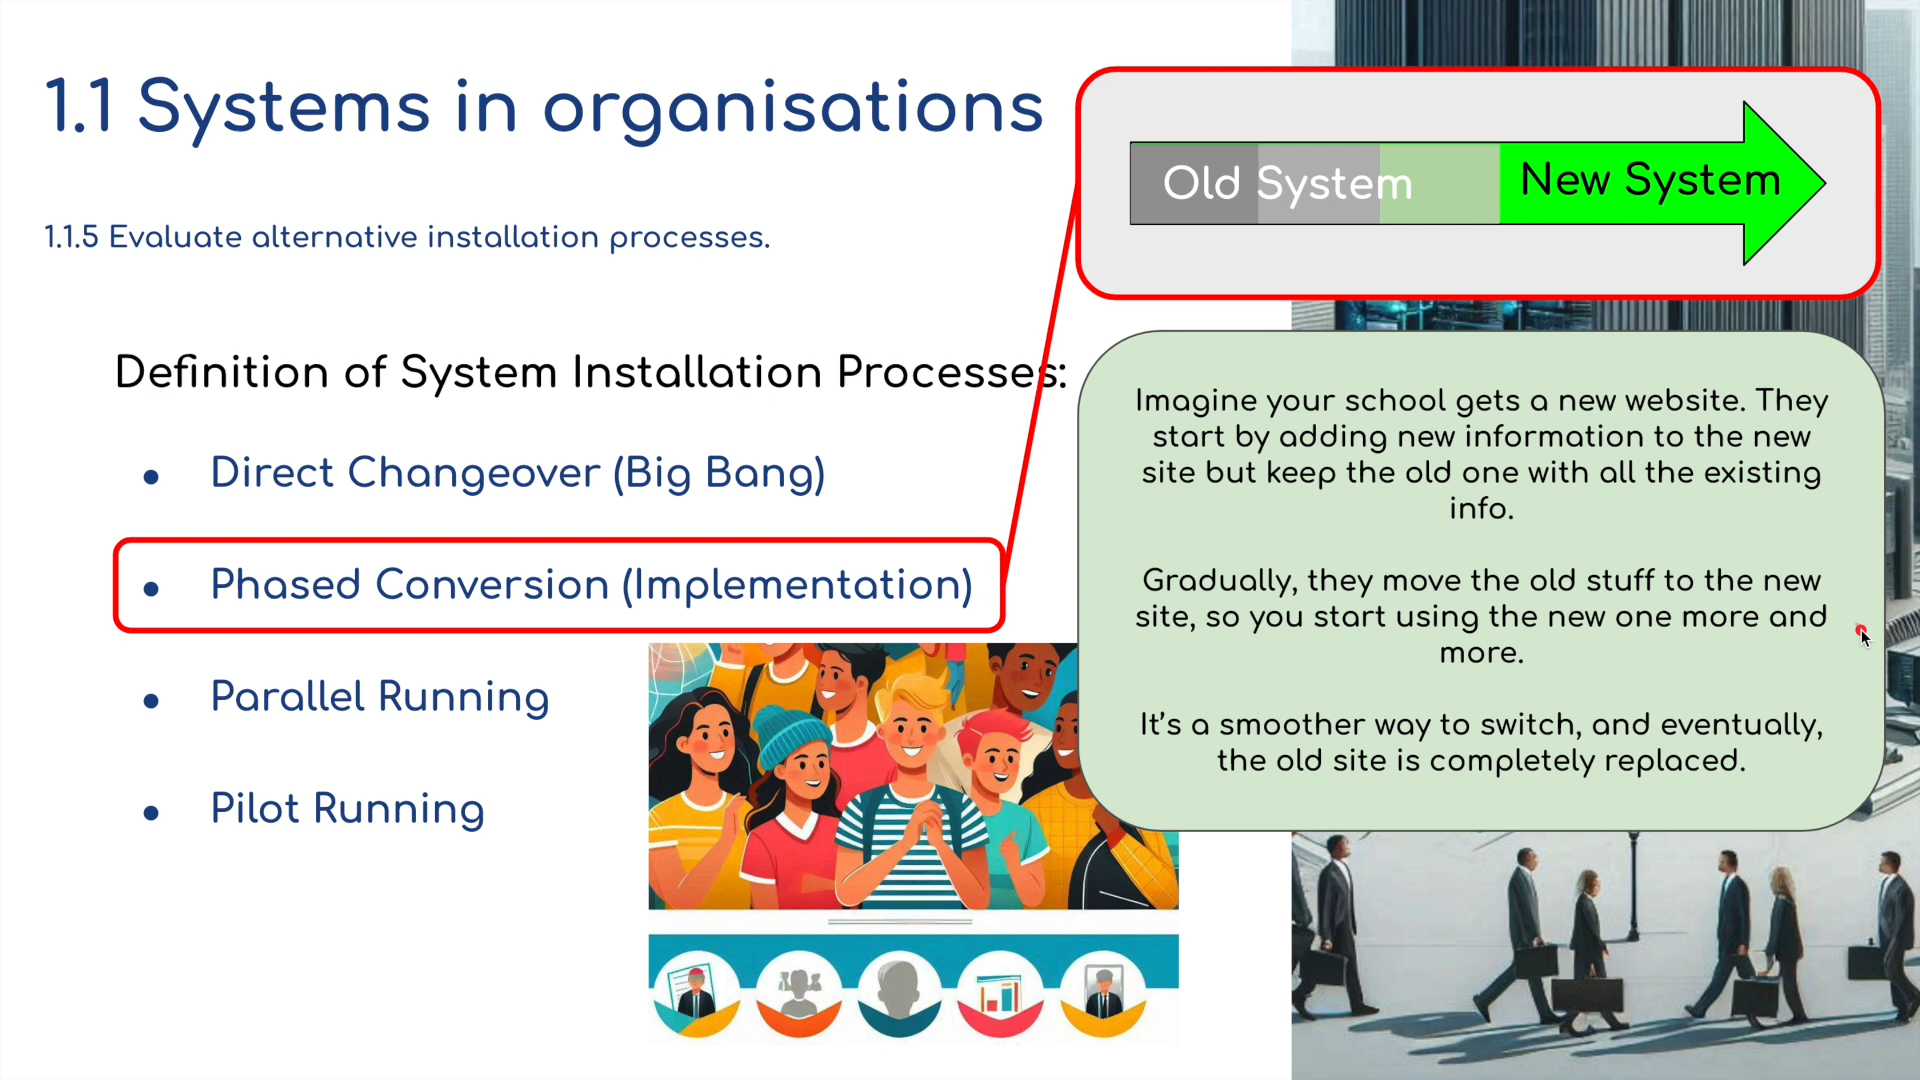 1.1 Systems in organisations
1.1.5 Evaluate alternative installation processes.
Definition of System Installation Processes:
• Direct Changeover (Big Bang)
• Phased Conversion (Implementation)
• Parallel Running
• Pilot Running
Old System
New System
Imagine your school gets a new website. They
start by adding new information to the new
site but keep the old one with all the existing
info.
Gradually, they move the old stuff to the new
site, so you start using the new one more and
more.
It’s a smoother way to switch, and eventually,
the old site is completely replaced.